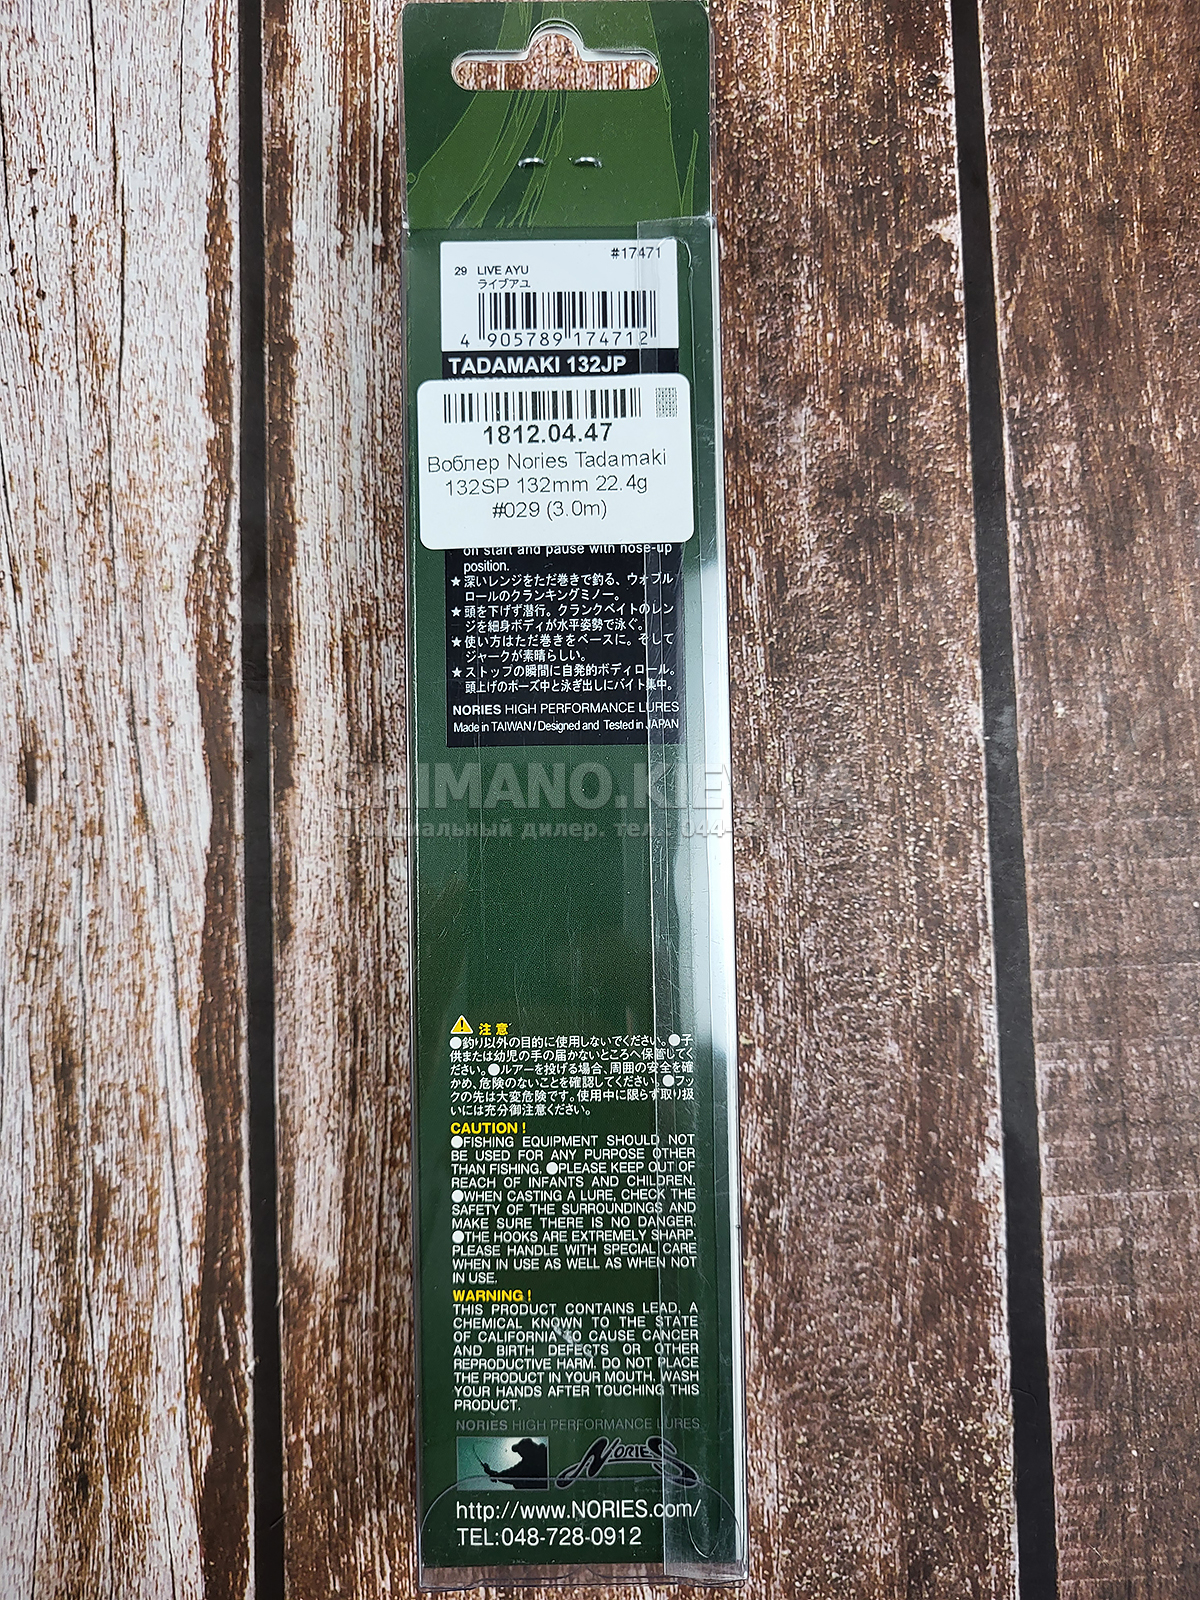 #17471
29 LIVE AYU
ライブアユ
4 905789 174712
TADAMAKI 132JP
1812.04.47
Воблер Nories Tadamaki
132SP 132mm 22.4g
#029 (3.0m)
on start and pause with nose-up
position.
★深いレンジをただ巻きで釣る、ウォブル
ロールのクランキングミノー。
★頭を下げず潜行。クランクベイトのレン
ジを細身ボディが水平姿勢で泳ぐ。
★使い方はただ巻きをベースに。そして
ジャークが素晴らしい。
★ストップの瞬間に自発的ボディロール。
頭上げのポーズ中と泳ぎ出しにバイト集中。
NORIES HIGH PERFORMANCE LURES
Made in TAIWAN / Designed and Tested in JAPAN
SHIMANO.KIEV.UA
дилер. тел.: 044-
注意
●釣り以外の目的に使用しないでください。●子
供または幼児の手の届かないところへ保管してく
ださい。●ルアーを投げる場合、周囲の安全を確
かめ、危険のないことを確認してください。●フッ
クの先は大変危険です。使用中に限らず取り扱
いには充分御注意ください。
CAUTION !
●FISHING EQUIPMENT SHOULD NOT
BE USED FOR ANY PURPOSE OTHER
THAN FISHING. ●PLEASE KEEP OUT OF
REACH OF INFANTS AND CHILDREN.
●WHEN CASTING A LURE, CHECK THE
SAFETY OF THE SURROUNDINGS AND
MAKE SURE THERE IS NO DANGER.
●THE HOOKS ARE EXTREMELY SHARP.
PLEASE HANDLE WITH SPECIAL CARE
WHEN IN USE AS WELL AS WHEN NOT
IN USE.
WARNING !
THIS PRODUCT CONTAINS LEAD, A
CHEMICAL KNOWN TO THE STATE
OF CALIFORNIA TO CAUSE CANCER
AND BIRTH DEFECTS OR OTHER
REPRODUCTIVE HARM. DO NOT PLACE
THE PRODUCT IN YOUR MOUTH. WASH
YOUR HANDS AFTER TOUCHING THIS
PRODUCT.
NORIES HIGH PERFORMANCE LURES
NORIES
http://www.NORIES.com/
TEL:048-728-0912